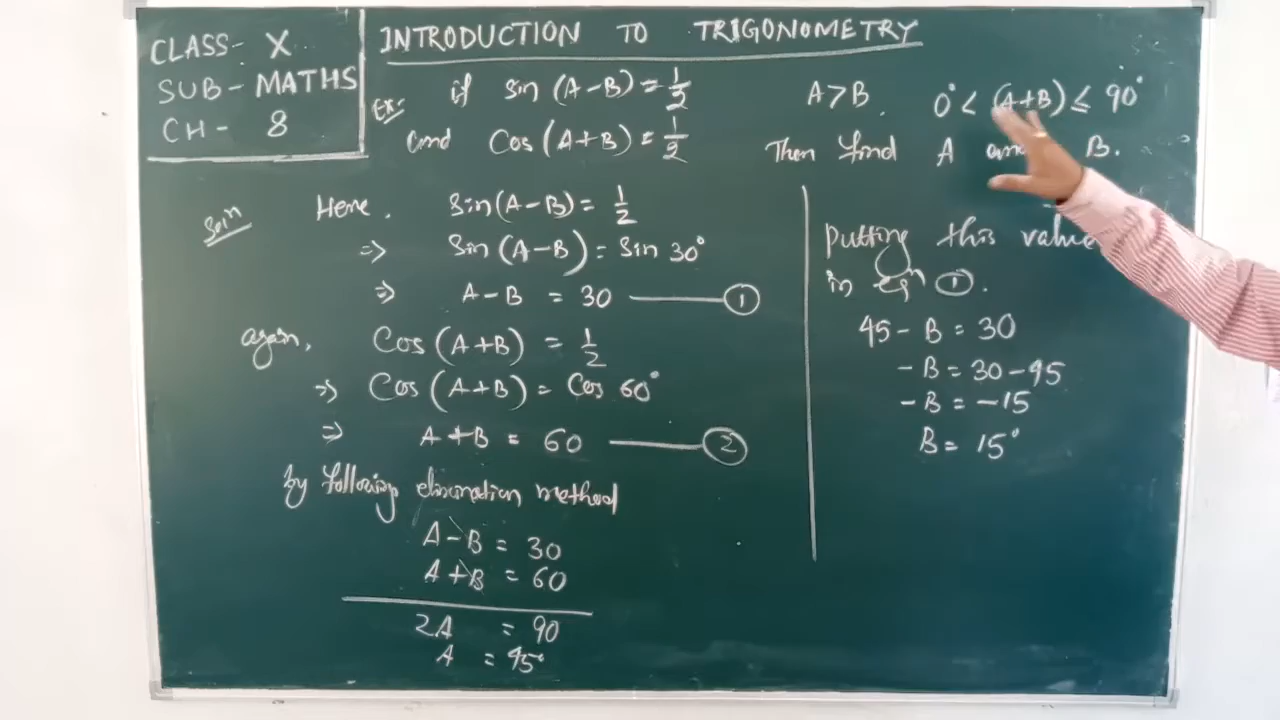 CLASS- X
SUB- MATHS
CH- 8
INTRODUCTION TO TRIGONOMETRY
Ex: if sin (A-B) = 1/2 A>B. 0° < (A+B) ≤ 90°
and Cos (A+B) = 1/2 Then find A and B.
Soln Here, Sin(A-B) = 1/2
⇒ Sin (A-B) = Sin 30°
⇒ A-B = 30 —— ①
again, Cos (A+B) = 1/2
⇒ Cos (A+B) = Cos 60°
⇒ A+B = 60 —— ②
by following elimination method
A-B = 30
A+B = 60
2A = 90
A = 45°
Putting this value
in eqn ①.
45 - B = 30
- B = 30-45
- B = -15
B = 15°